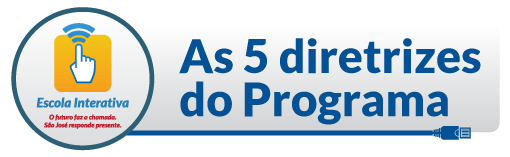 Escola Interativa
O futuro faz a chamada.
São José responde presente.
As 5 diretrizes
do Programa